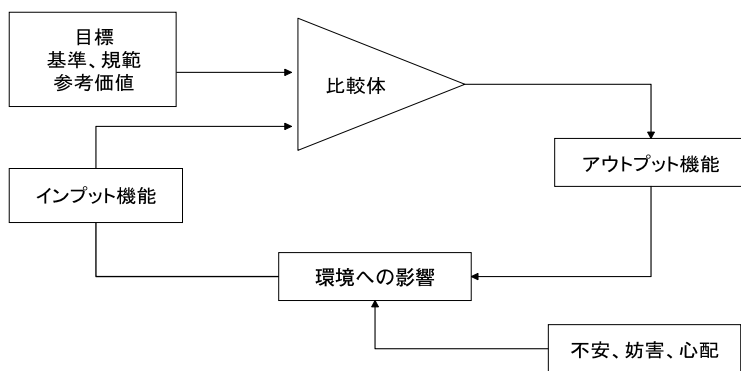 目標
基準、規範
参考価値
比較体
アウトプット機能
インプット機能
環境への影響
不安、妨害、心配